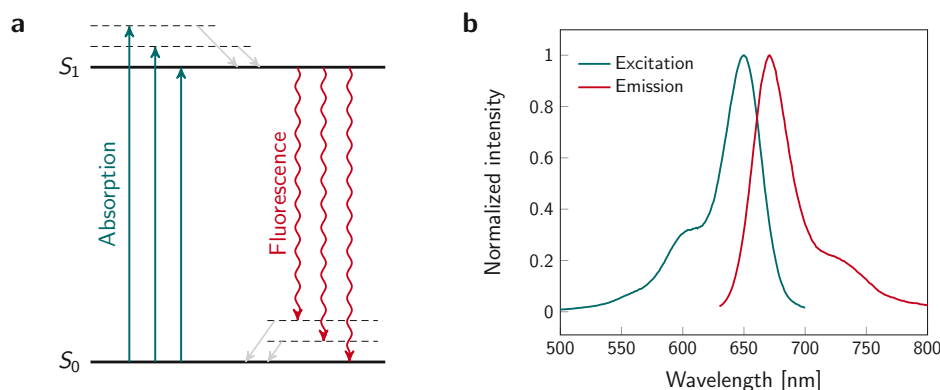 a
S1
S0
Absorption
Fluorescence
b
Excitation
Emission
Normalized intensity
1
0.8
0.6
0.4
0.2
0
500
550
600
650
700
750
800
Wavelength [nm]